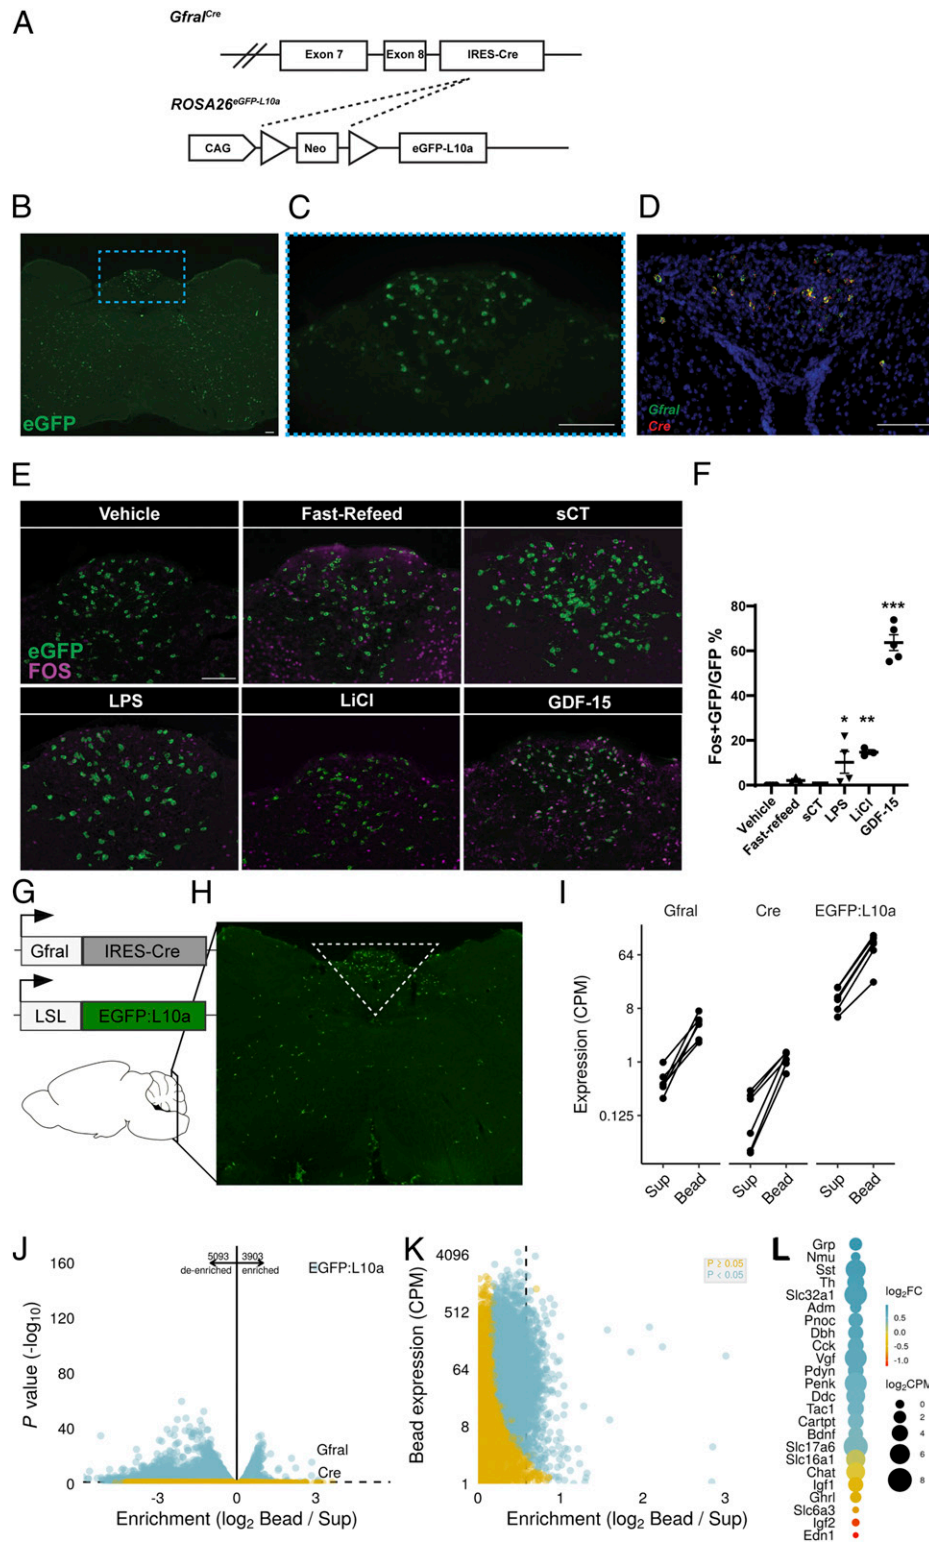 A
Gfral^Cre
Exon 7
Exon 8
IRES-Cre
ROSA26^eGFP-L10a
CAG
Neo
eGFP-L10a
B
C
D
eGFP
Gfral
Cre
E
Vehicle
Fast-Refeed
sCT
eGFP
FOS
LPS
LiCl
GDF-15
F
Fos+GFP/GFP %
80
60
40
20
0
*
**
***
Vehicle
Fast-refeed
sCT
LPS
LiCl
GDF-15
G
Gfral
IRES-Cre
LSL
EGFP:L10a
H
I
Gfral
Cre
EGFP:L10a
Expression (CPM)
64
8
1
0.125
Sup
Bead
Sup
Bead
Sup
Bead
J
5093
3903
de-enriched
enriched
EGFP:L10a
P value (-log10)
160
120
80
40
0
Gfral
Cre
-3
0
3
Enrichment (log2 Bead / Sup)
K
Bead expression (CPM)
4096
512
64
8
1
P ≥ 0.05
P < 0.05
0
1
2
3
Enrichment (log2 Bead / Sup)
L
Grp
Nmu
Sst
Th
Slc32a1
Adm
Pnoc
Dbh
Cck
Vgf
Pdyn
Penk
Ddc
Tac1
Cartpt
Bdnf
Slc17a6
Slc16a1
Chat
Igf1
Ghrl
Slc6a3
Igf2
Edn1
log2FC
0.5
0.0
-0.5
-1.0
log2CPM
0
2
4
6
8